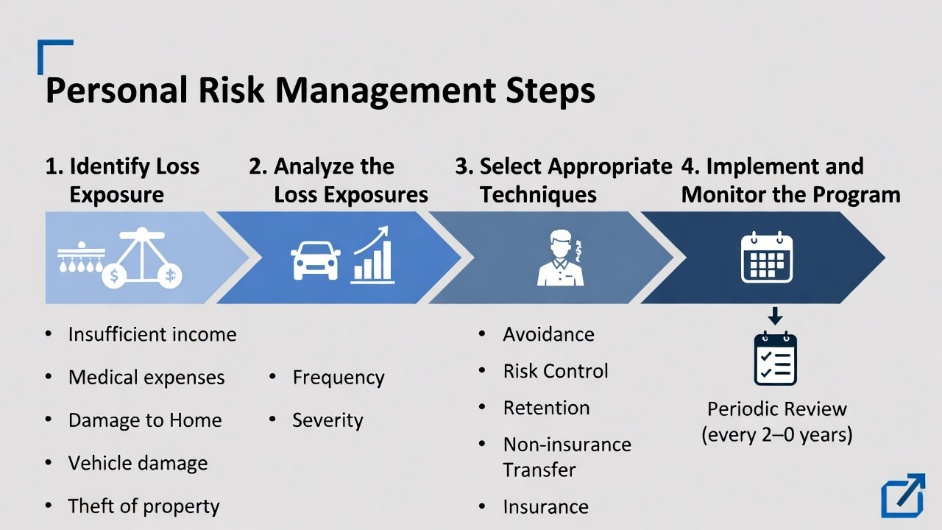 Personal Risk Management Steps
1. Identify Loss
Exposure
2. Analyze the
Loss Exposures
3. Select Appropriate
Techniques
4. Implement and
Monitor the Program
$
$
• Insufficient income
• Medical expenses
• Damage to Home
• Vehicle damage
• Theft of property
• Frequency
• Severity
• Avoidance
• Risk Control
• Retention
• Non-insurance
Transfer
• Insurance
Periodic Review
(every 2–0 years)